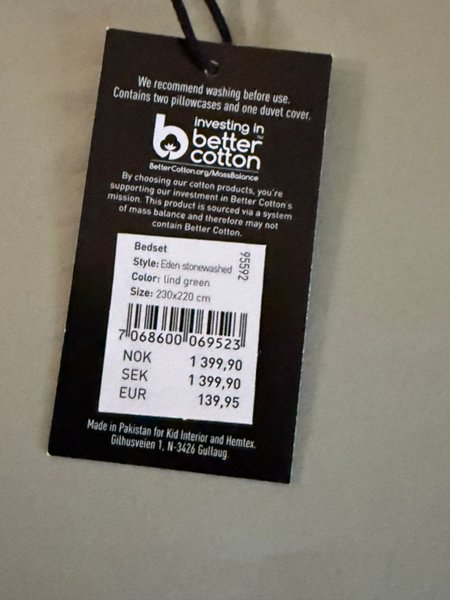 We recommend washing before use.
Contains two pillowcases and one duvet cover.
investing in
better
cotton™
BetterCotton.org/MassBalance
By choosing our cotton products, you're
supporting our investment in Better Cotton's
mission. This product is sourced via a system
of mass balance and therefore may not
contain Better Cotton.
Bedset
Style: Eden stonewashed
Color: lind green
Size: 230x220 cm
95592
7 068600 069523
NOK 1 399,90
SEK 1 399,90
EUR 139,95
Made in Pakistan for Kid Interior and Hemtex.
Gilhusveien 1, N-3426 Gullaug